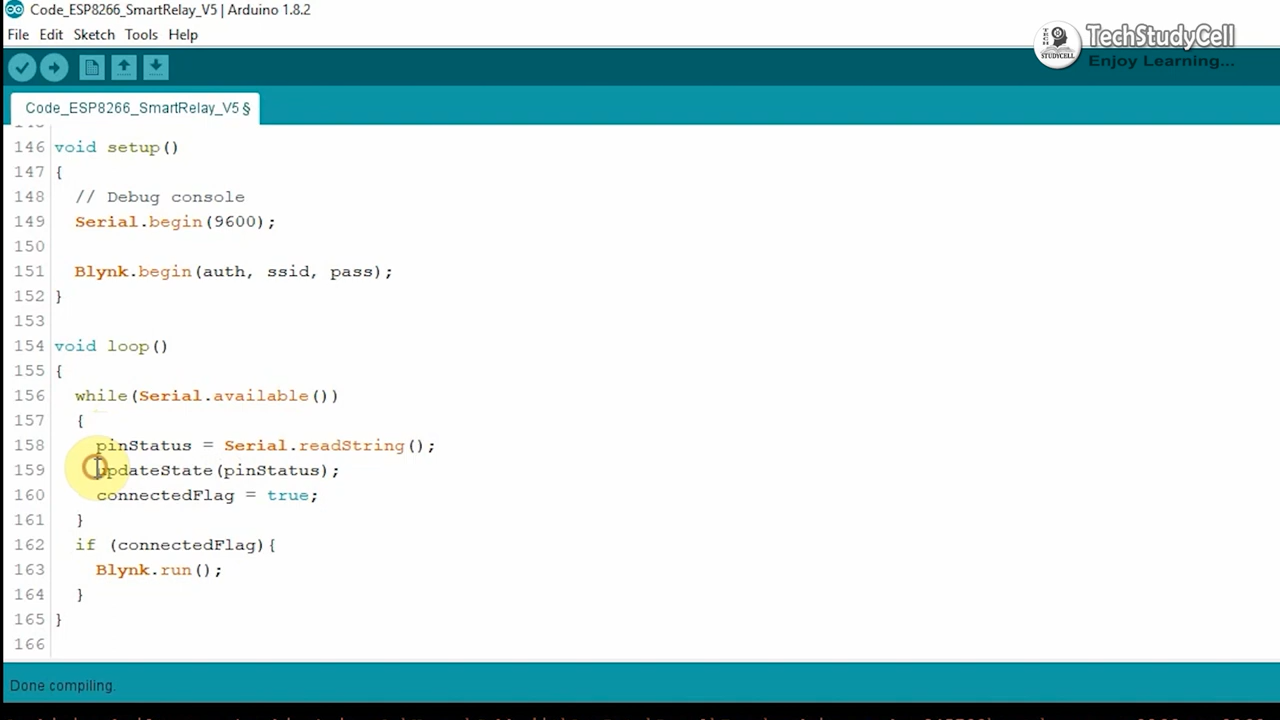 Code_ESP8266_SmartRelay_V5 | Arduino 1.8.2
File Edit Sketch Tools Help
TechStudyCell
Enjoy Learning...
TECH
STUDYCELL
Code_ESP8266_SmartRelay_V5 §
146 void setup()
147 {
148 // Debug console
149 Serial.begin(9600);
150
151 Blynk.begin(auth, ssid, pass);
152 }
153
154 void loop()
155 {
156 while(Serial.available())
157 {
158 pinStatus = Serial.readString();
159 updateState(pinStatus);
160 connectedFlag = true;
161 }
162 if (connectedFlag){
163 Blynk.run();
164 }
165 }
166
Done compiling.